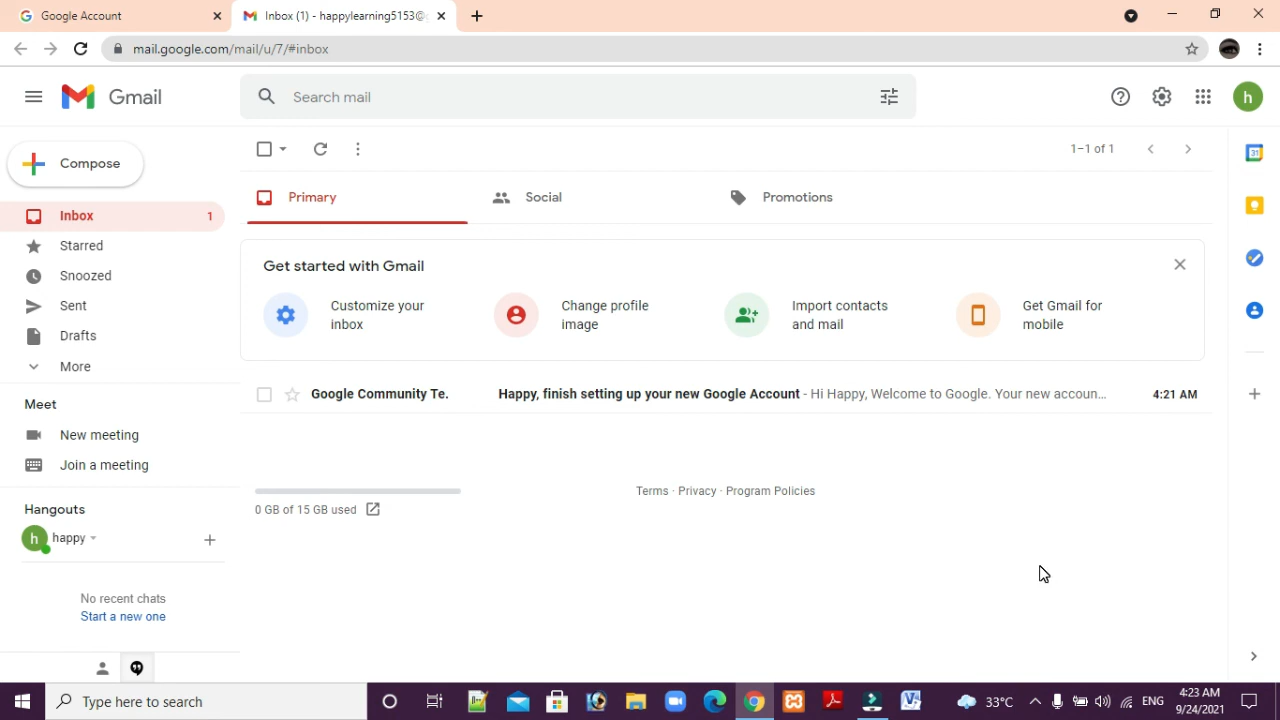 Google Account
Inbox (1) - happylearning5153@
mail.google.com/mail/u/7/#inbox
Gmail
Search mail
h
Compose
1–1 of 1
31
Primary
Social
Promotions
Inbox 1
Starred
Snoozed
Sent
Drafts
More
Get started with Gmail
Customize your
inbox
Change profile
image
Import contacts
and mail
Get Gmail for
mobile
Google Community Te. Happy, finish setting up your new Google Account - Hi Happy, Welcome to Google. Your new accoun... 4:21 AM
Meet
New meeting
Join a meeting
Terms · Privacy · Program Policies
0 GB of 15 GB used
Hangouts
h happy
No recent chats
Start a new one
Type here to search
33°C
ENG
4:23 AM
9/24/2021